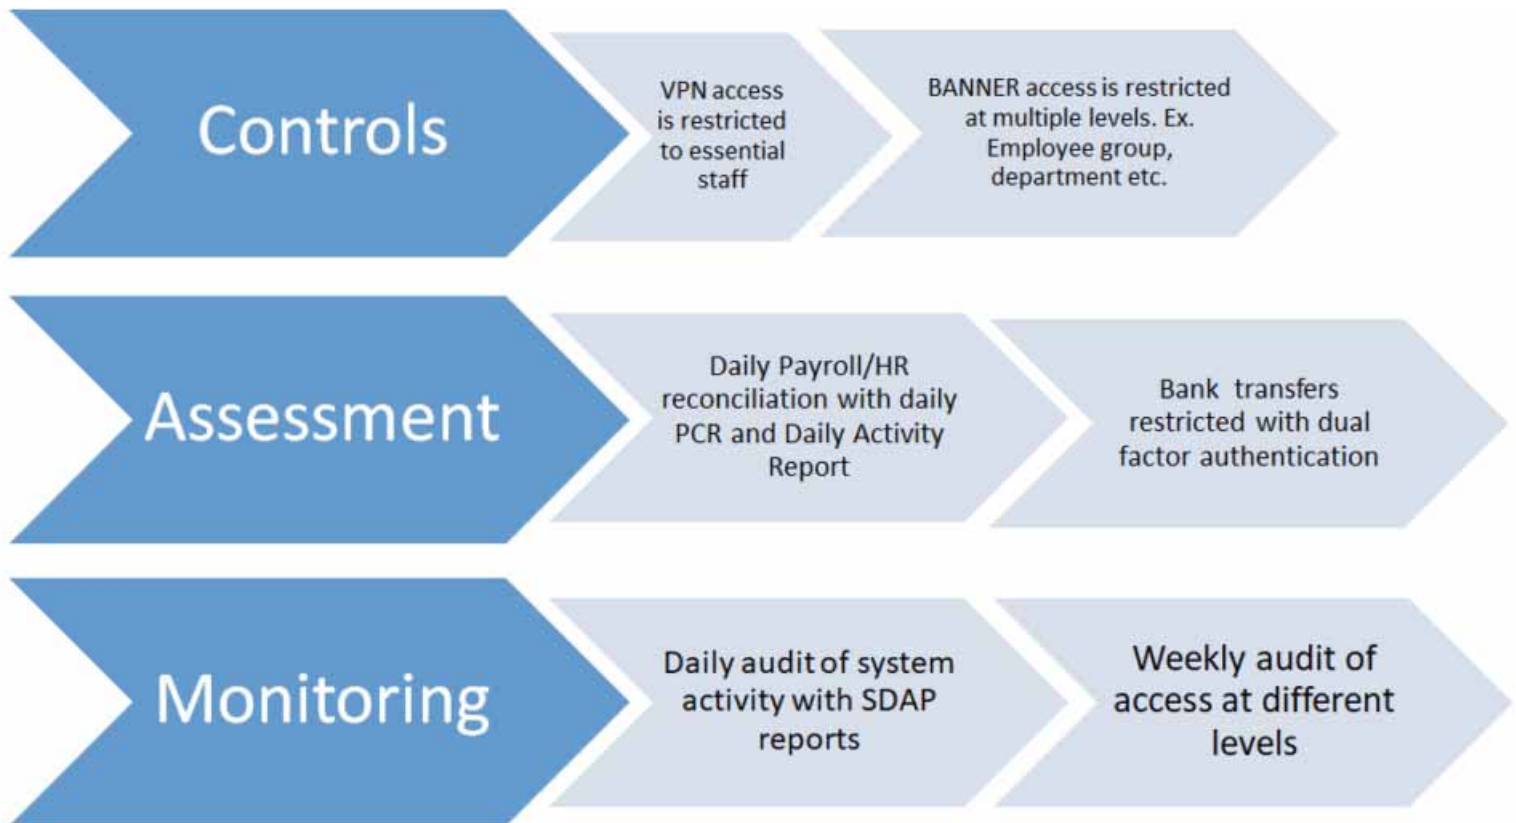 Controls
VPN access
is restricted
to essential
staff
BANNER access is restricted
at multiple levels. Ex.
Employee group,
department etc.
Assessment
Daily Payroll/HR
reconciliation with daily
PCR and Daily Activity
Report
Bank transfers
restricted with dual
factor authentication
Monitoring
Daily audit of system
activity with SDAP
reports
Weekly audit of
access at different
levels